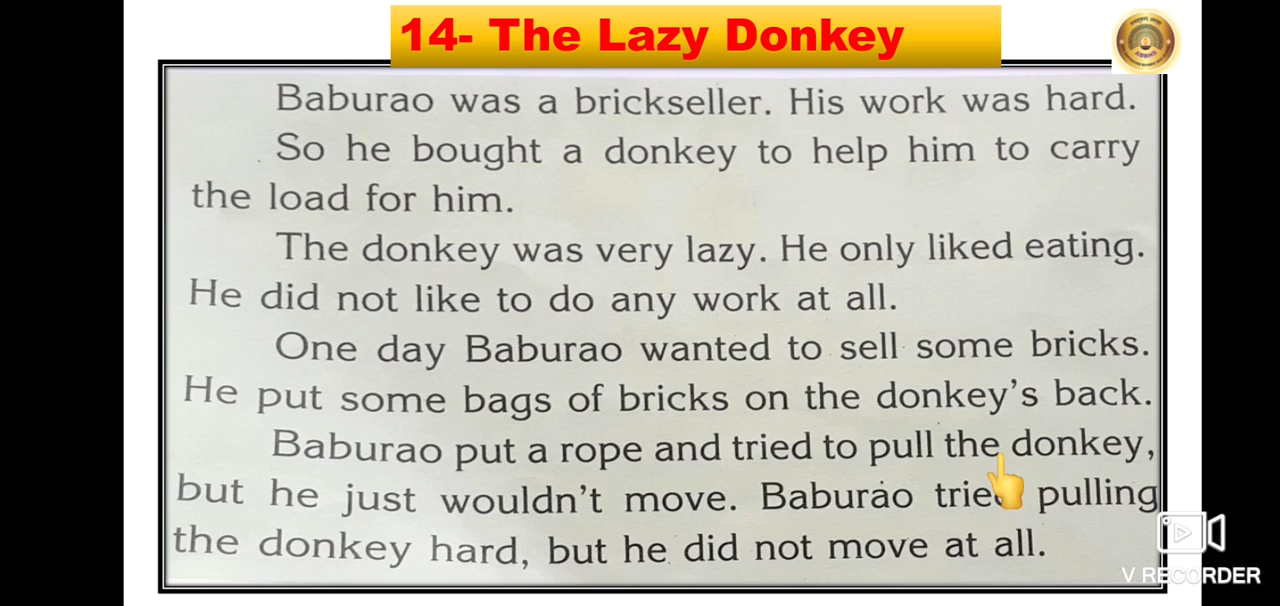 14- The Lazy Donkey
Baburao was a brickseller. His work was hard.
So he bought a donkey to help him to carry
the load for him.
The donkey was very lazy. He only liked eating.
He did not like to do any work at all.
One day Baburao wanted to sell some bricks.
He put some bags of bricks on the donkey's back.
Baburao put a rope and tried to pull the donkey,
but he just wouldn't move. Baburao tried pulling
the donkey hard, but he did not move at all.
V RECORDER